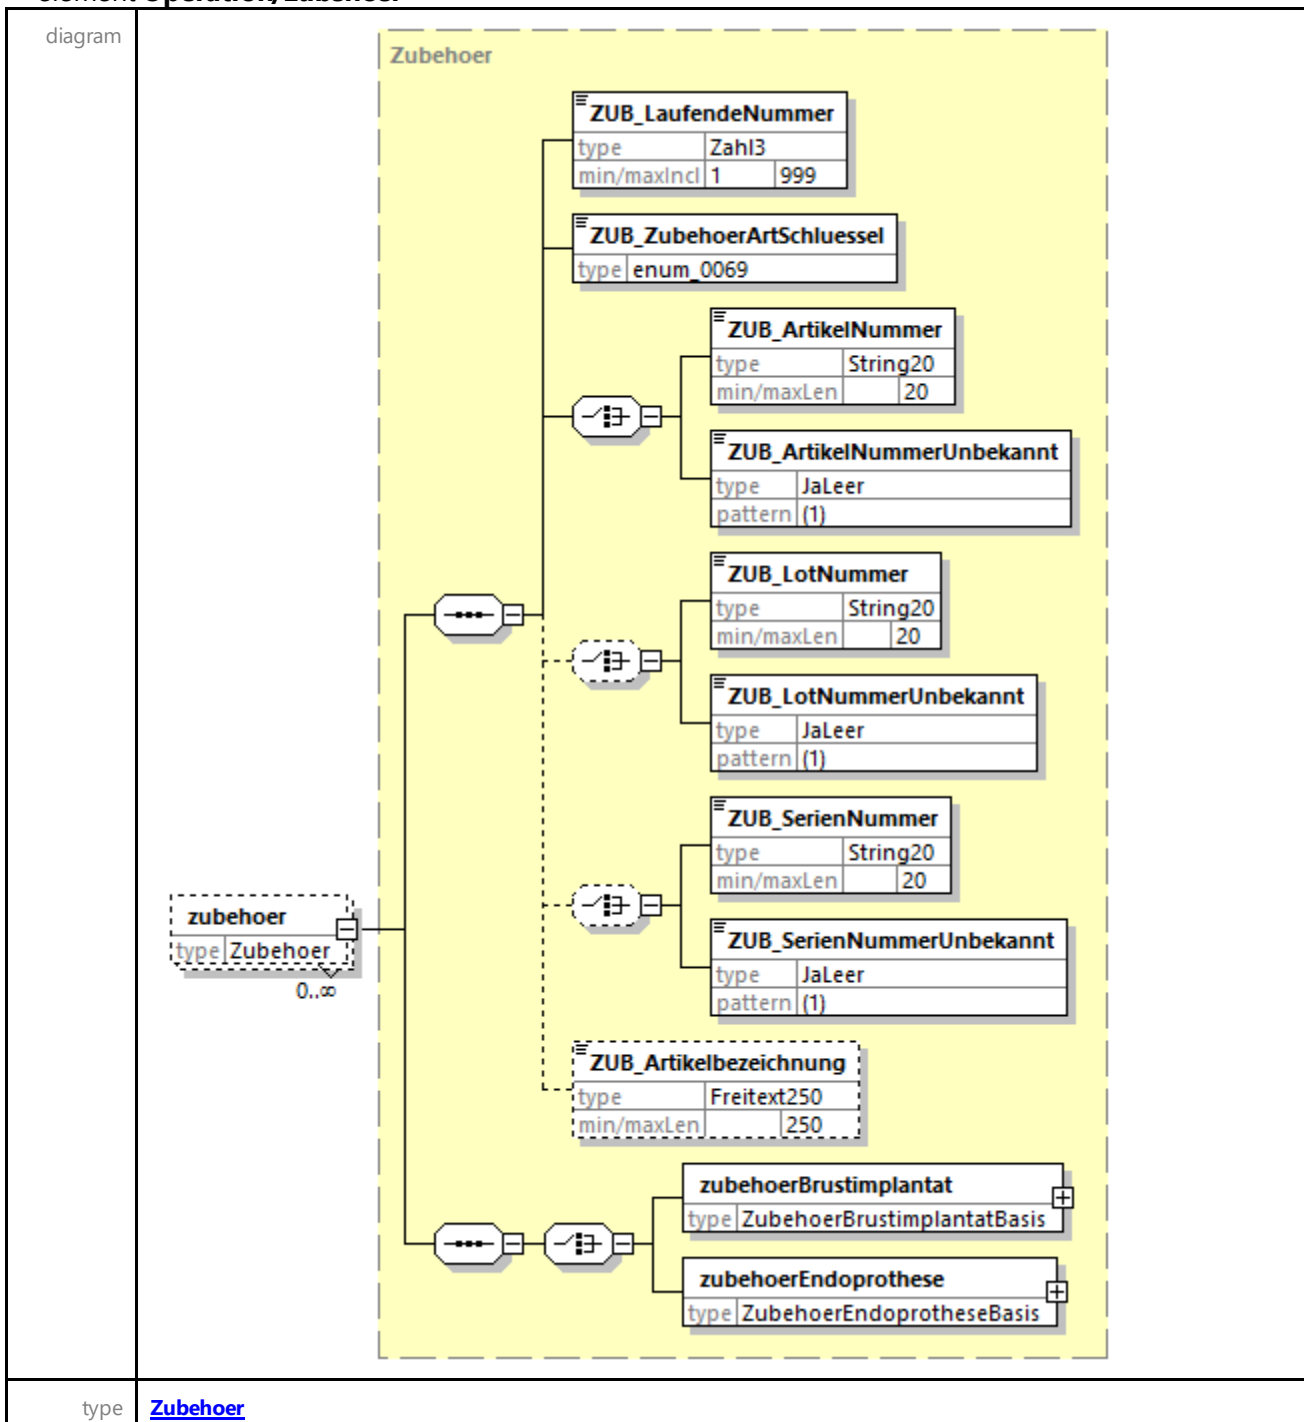 element Operation/zubehoer
diagram
Zubehoer
ZUB_LaufendeNummer
type Zahl3
min/maxIncl 1 999
ZUB_ZubehoerArtSchluessel
type enum_0069
ZUB_ArtikelNummer
type String20
min/maxLen 20
ZUB_ArtikelNummerUnbekannt
type JaLeer
pattern (1)
ZUB_LotNummer
type String20
min/maxLen 20
ZUB_LotNummerUnbekannt
type JaLeer
pattern (1)
ZUB_SerienNummer
type String20
min/maxLen 20
zubehoer
type Zubehoer
0..∞
ZUB_SerienNummerUnbekannt
type JaLeer
pattern (1)
ZUB_Artikelbezeichnung
type Freitext250
min/maxLen 250
zubehoerBrustimplantat
type ZubehoerBrustimplantatBasis
zubehoerEndoprothese
type ZubehoerEndoprotheseBasis
type Zubehoer